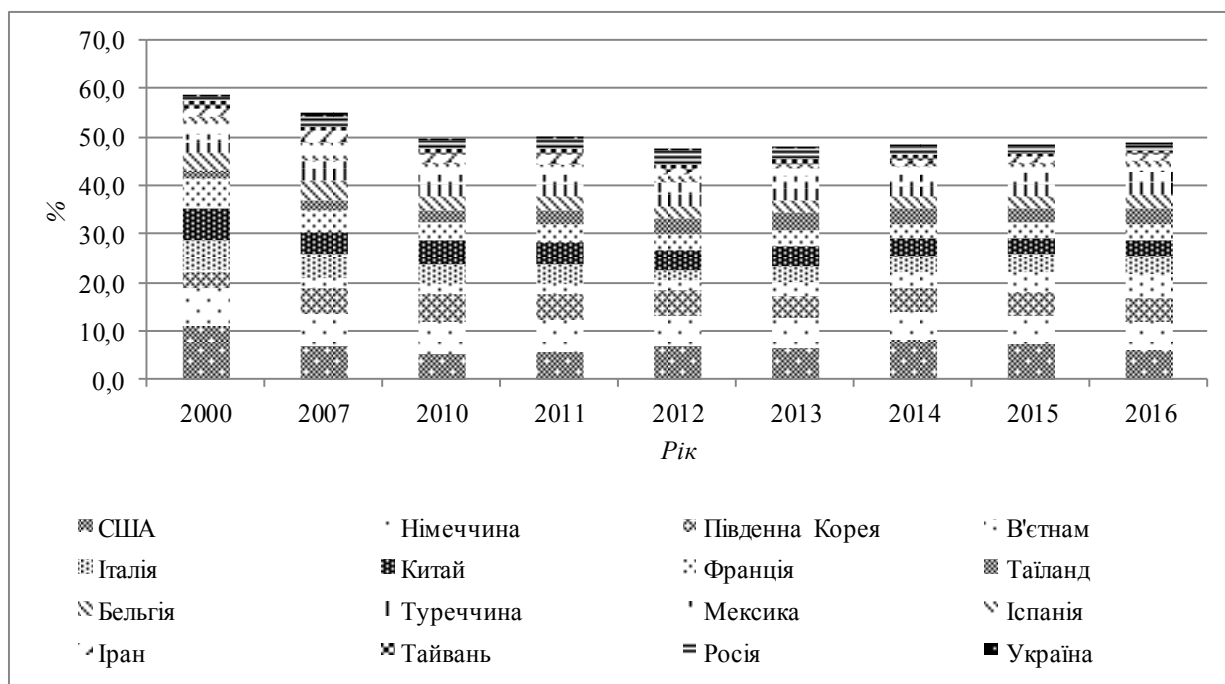 70,0
60,0
50,0
40,0
30,0
20,0
10,0
0,0
%
2000 2007 2010 2011 2012 2013 2014 2015 2016
Рік
США Німеччина Південна Корея В'єтнам
Італія Китай Франція Таїланд
Бельгія Туреччина Мексика Іспанія
Іран Тайвань Росія Україна